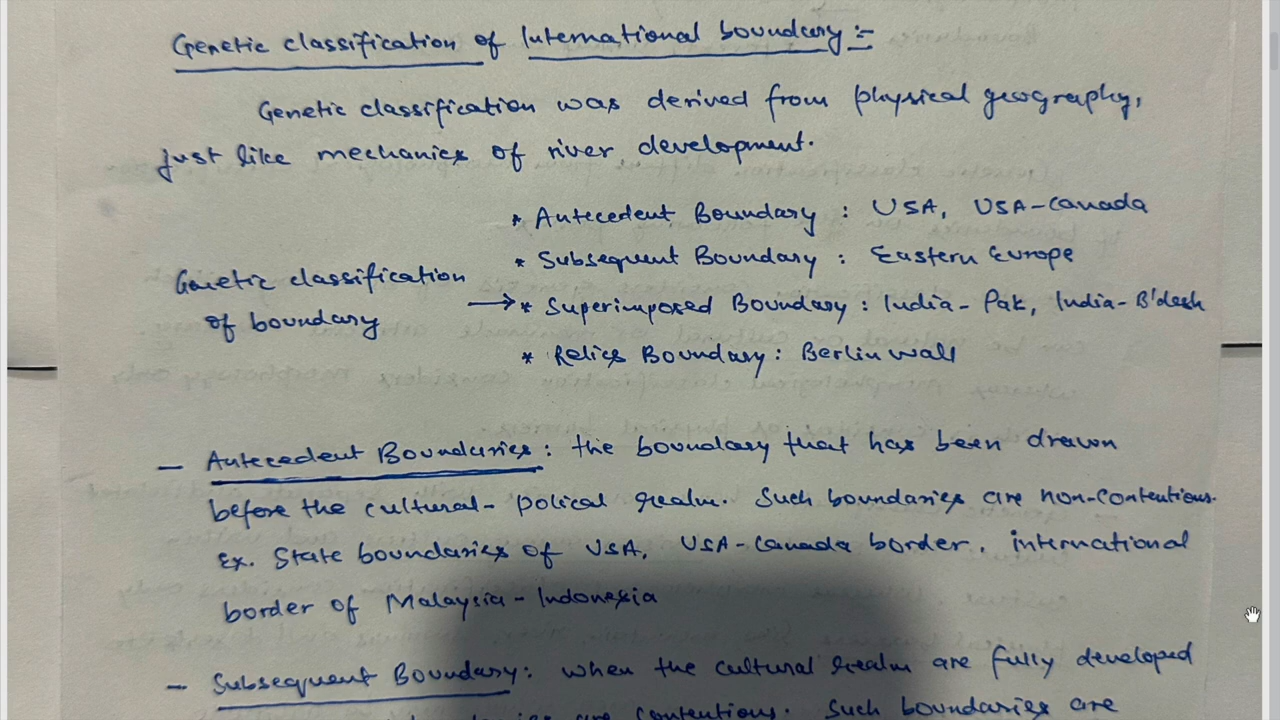 Genetic classification of International boundary :-
Genetic classification was derived from physical geography,
just like mechanics of river development.
* Antecedent Boundary : USA, USA-Canada
* Subsequent Boundary : Eastern Europe
Genetic classification of boundary → * Superimposed Boundary : India-Pak, India-B'desh
* Relics Boundary : Berlin wall
- Antecedent Boundaries : the boundary that has been drawn
before the cultural-polical realm. Such boundaries are non-contentious.
Ex. State boundaries of USA, USA-Canada border, international
border of Malaysia-Indonesia
- Subsequent Boundary : when the cultural realm are fully developed
are contentious. Such boundaries are